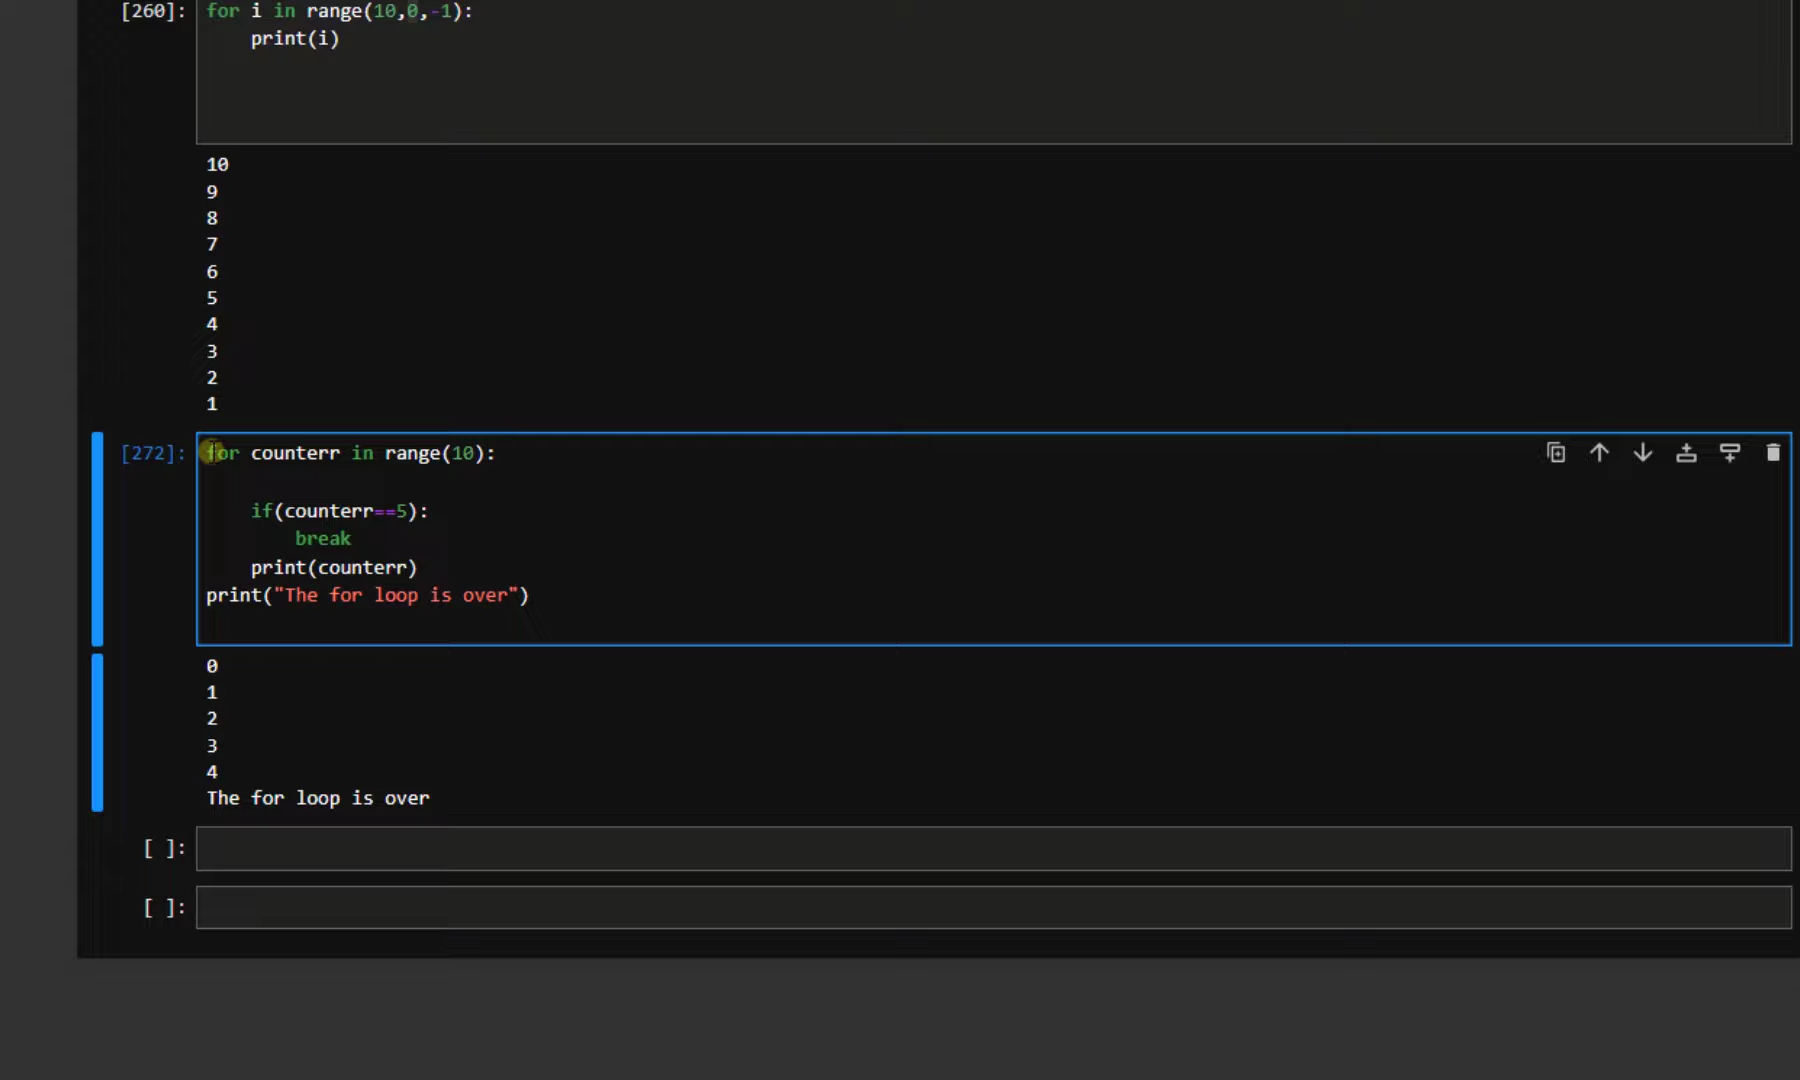 [260]: for i in range(10,0,-1):
    print(i)
10
9
8
7
6
5
4
3
2
1
[272]: for counterr in range(10):
    if(counterr==5):
        break
    print(counterr)
print("The for loop is over")
0
1
2
3
4
The for loop is over
[ ]:
[ ]: